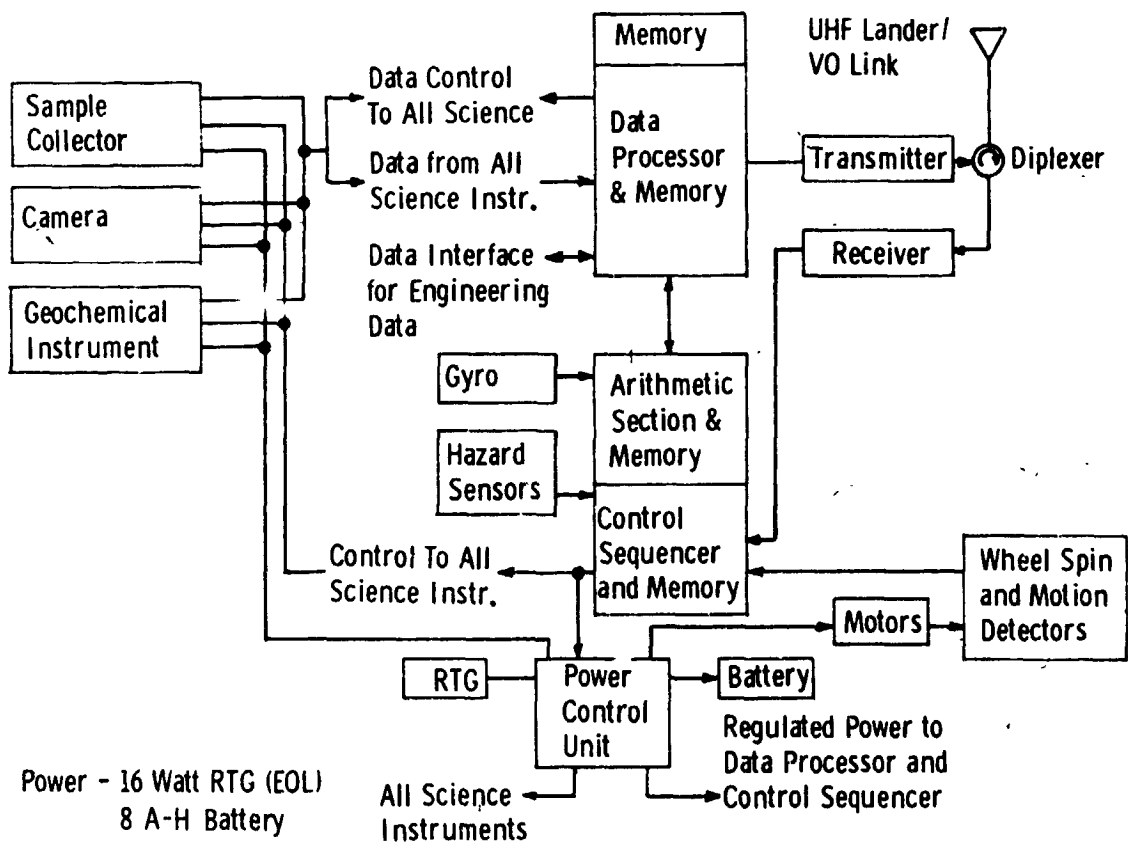 Memory
UHF Lander/
VO Link
Data Control
To All Science
Sample
Collector
Data
Processor
& Memory
Transmitter
Diplexer
Data from All
Science Instr.
Camera
Receiver
Data Interface
for Engineering
Data
Geochemical
Instrument
Gyro
Arithmetic
Section &
Memory
Hazard
Sensors
Control
Sequencer
and Memory
Control To All
Science Instr.
Wheel Spin
and Motion
Detectors
Motors
RTG
Power
Control
Unit
Battery
Regulated Power to
Data Processor and
Control Sequencer
Power - 16 Watt RTG (EOL)
8 A-H Battery
All Science
Instruments